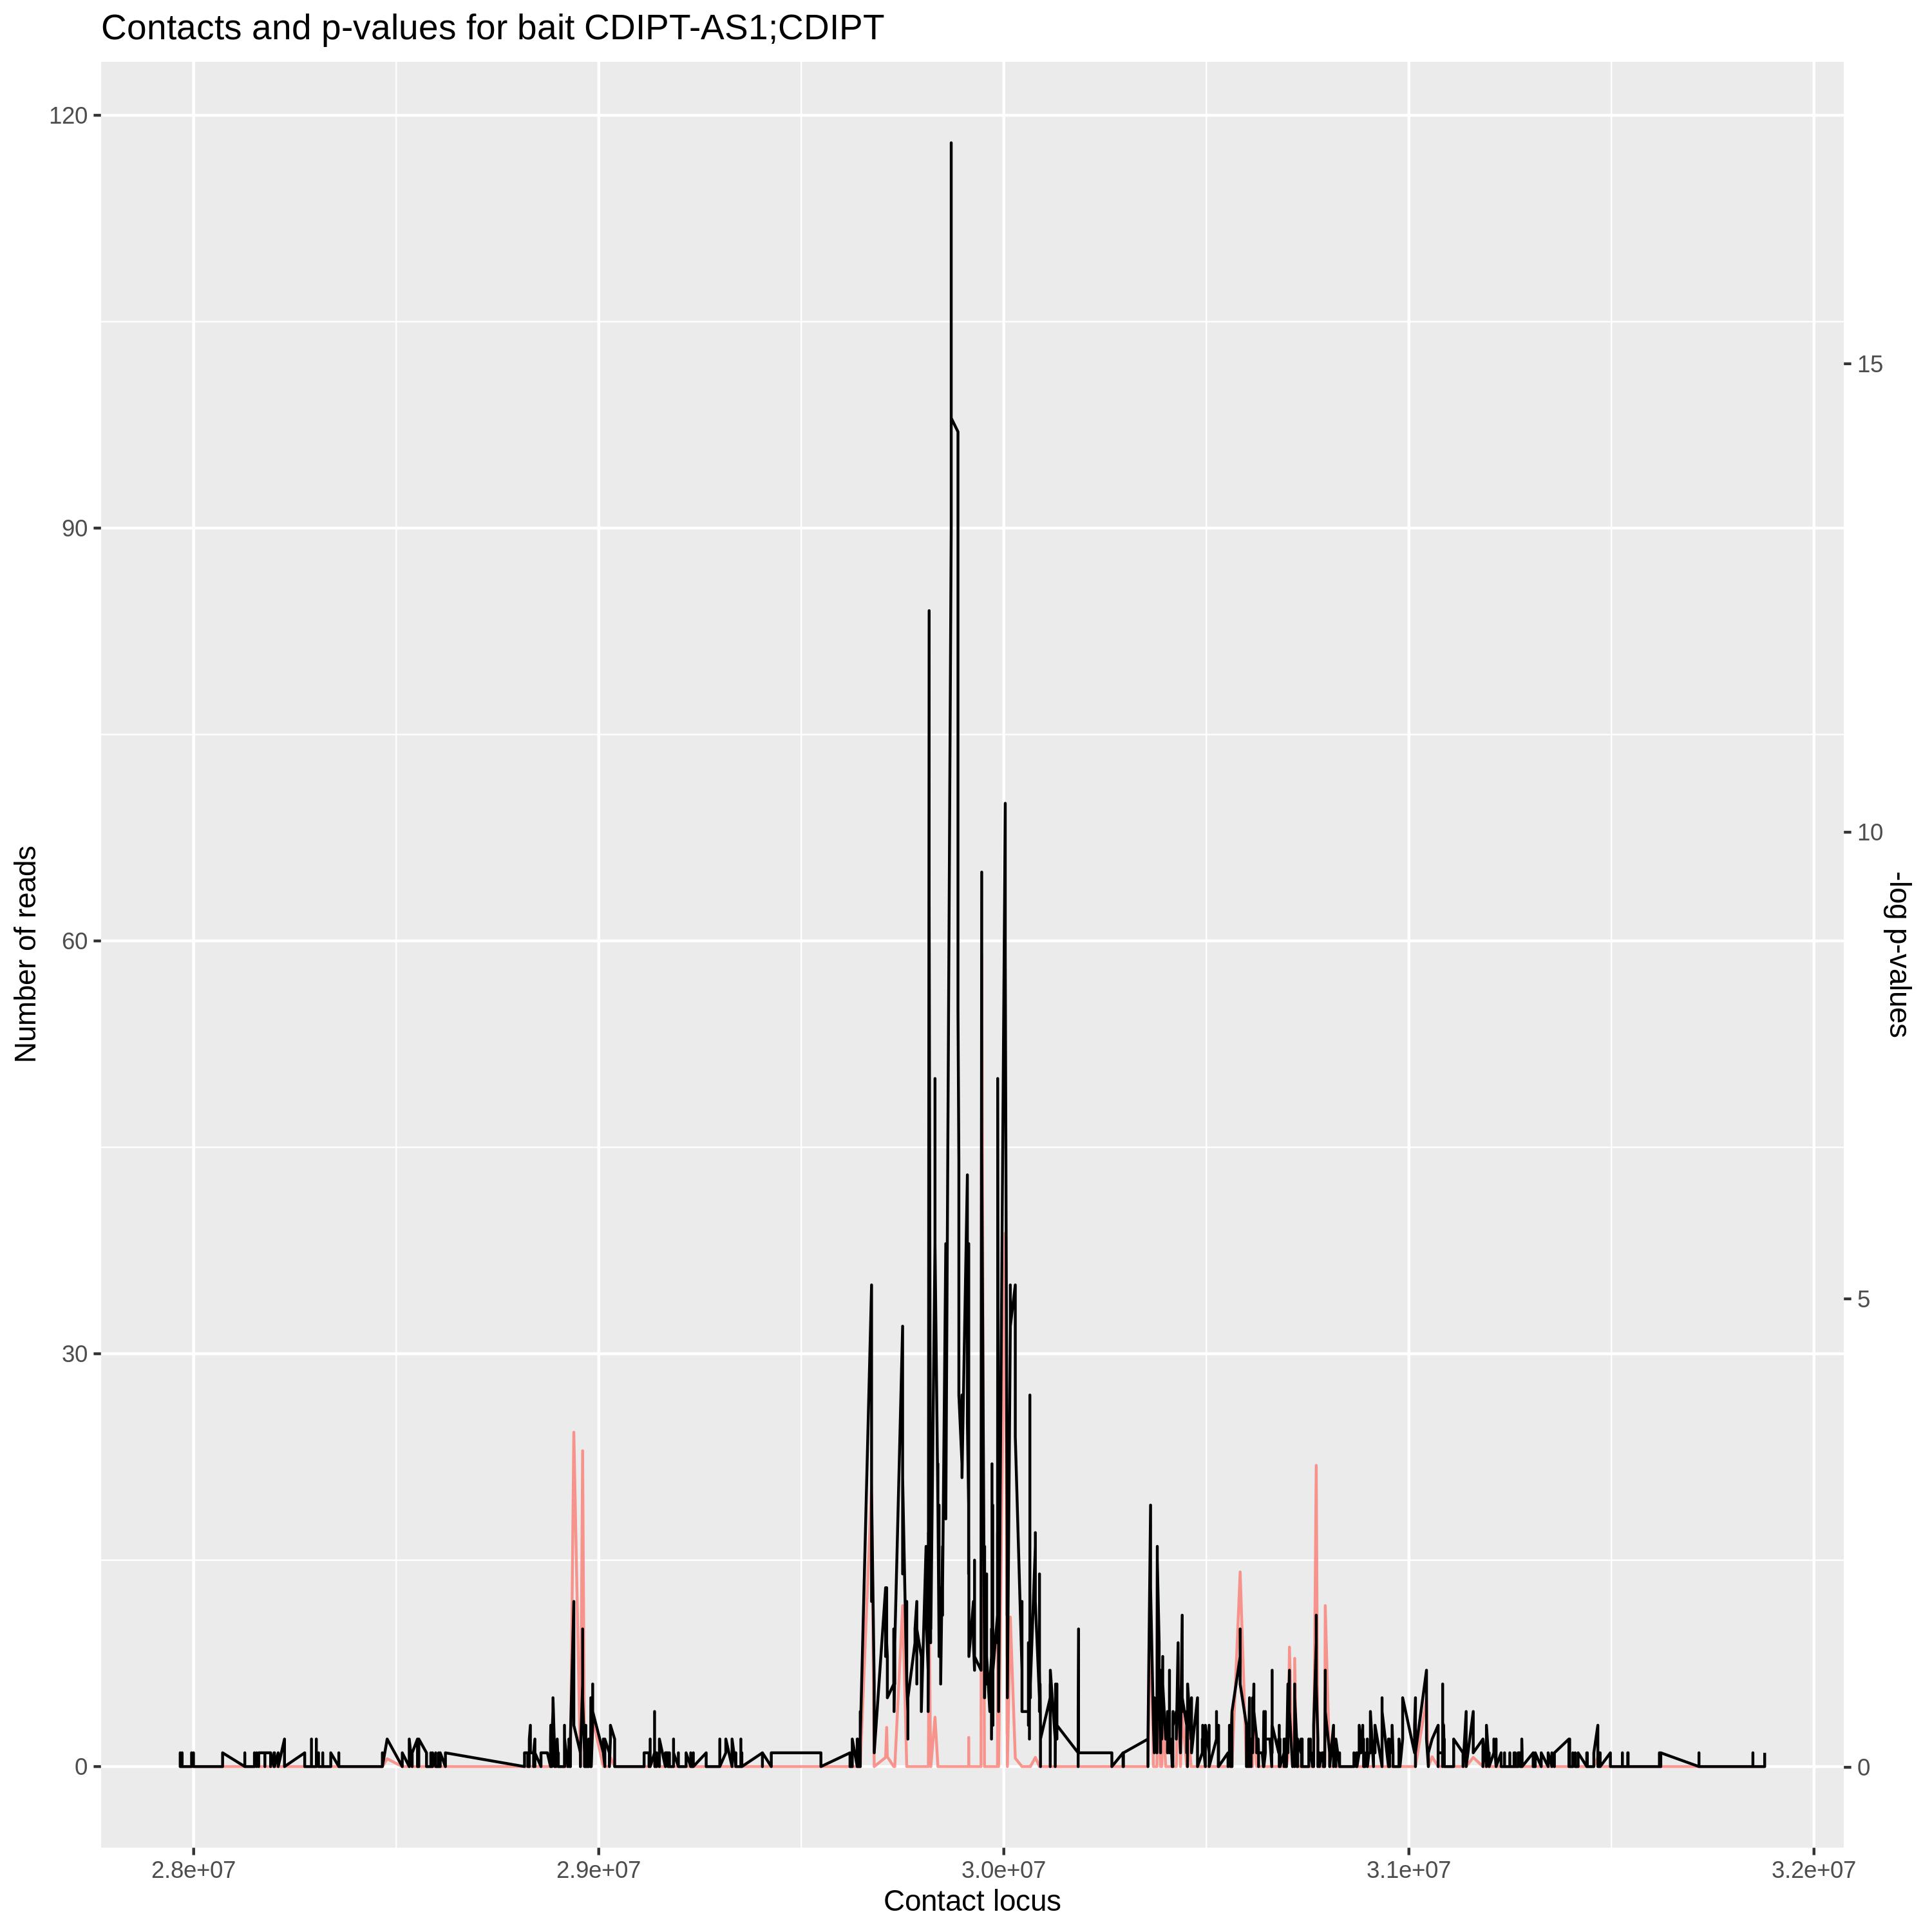 Contacts and p-values for bait CDIPT-AS1;CDIPT
120
90
60
30
0
Number of reads
15
10
5
0
-log p-values
2.8e+07 2.9e+07 3.0e+07 3.1e+07 3.2e+07
Contact locus